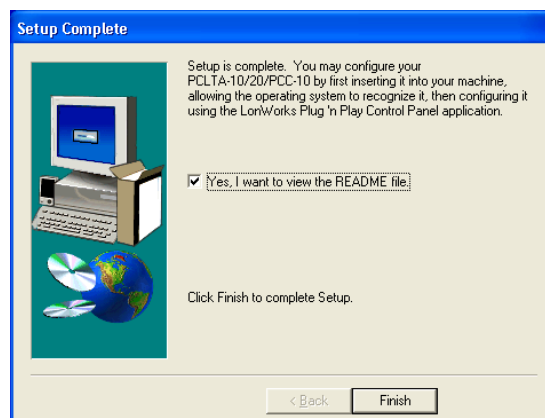 Setup Complete
Setup is complete. You may configure your
PCLTA-10/20/PCC-10 by first inserting it into your machine,
allowing the operating system to recognize it, then configuring it
using the LonWorks Plug 'n Play Control Panel application.
Yes, I want to view the README file.
Click Finish to complete Setup.
< Back
Finish